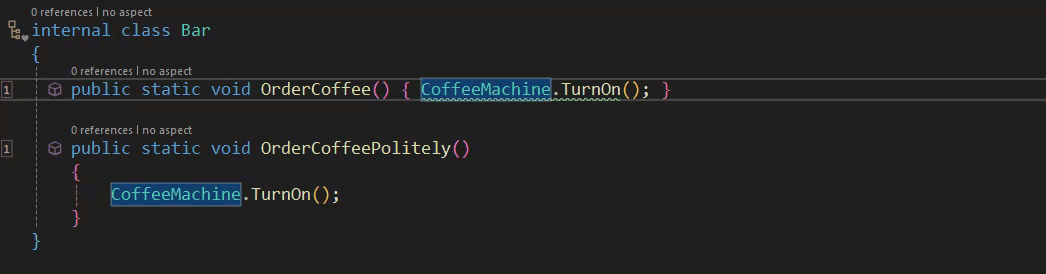 0 references | no aspect
internal class Bar
{
0 references | no aspect
1 public static void OrderCoffee() { CoffeeMachine.TurnOn(); }
0 references | no aspect
1 public static void OrderCoffeePolitely()
{
CoffeeMachine.TurnOn();
}
}